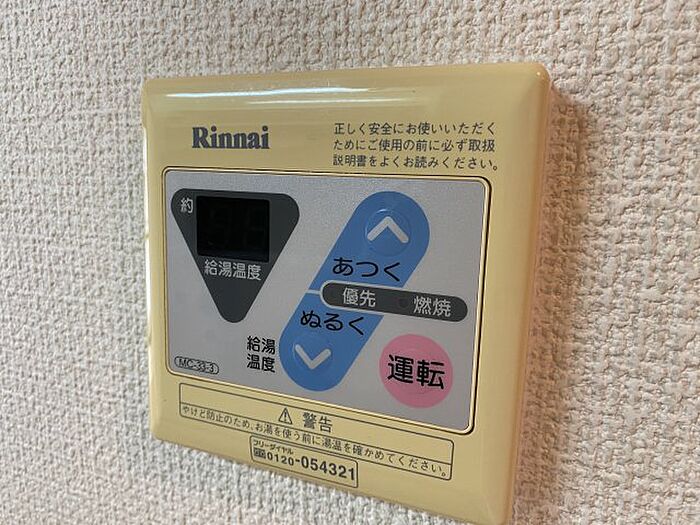 Rinnai
正しく安全にお使いいただく
ためにご使用の前に必ず取扱
説明書をよくお読みください。
約
給湯温度
あつく
優先 燃焼
ぬるく
給湯
温度
運転
MC-33-3
⚠ 警告
やけど防止のため、お湯を使う前に湯温を確かめてください。
フリーダイヤル
0120-054321